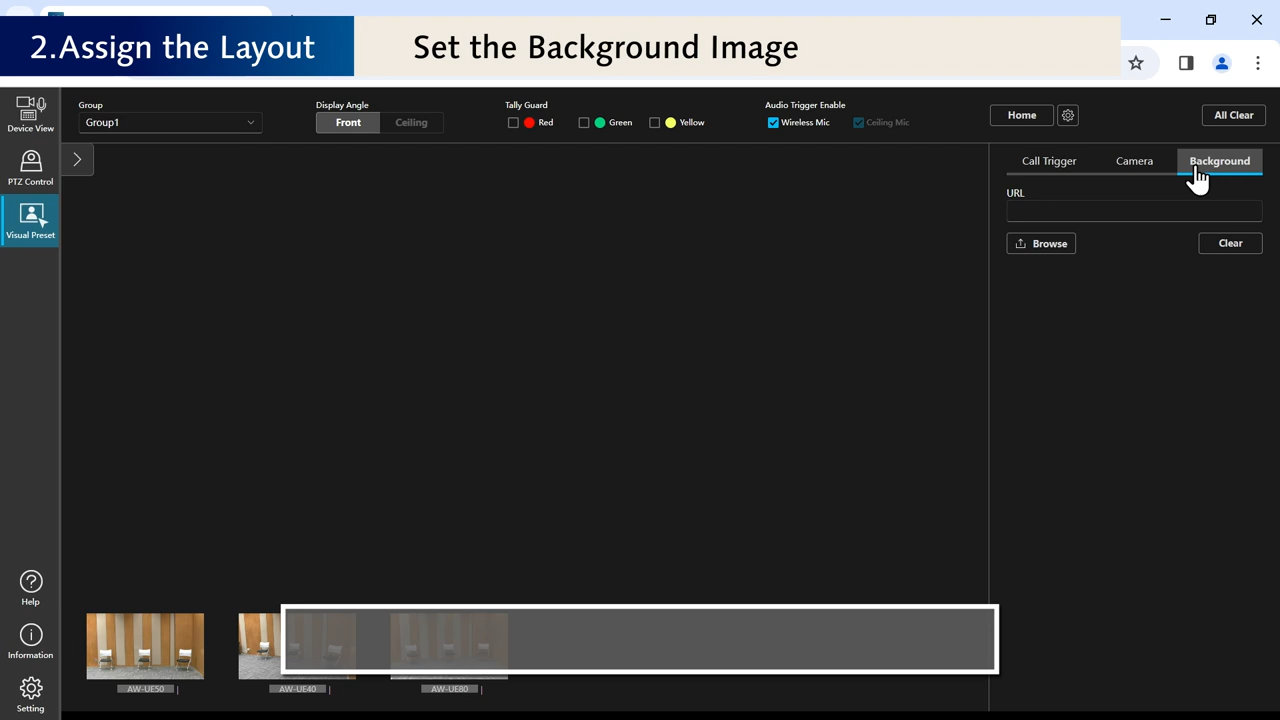 2.Assign the Layout
Set the Background Image
Group
Group1
Display Angle
Front
Ceiling
Tally Guard
Red
Green
Yellow
Audio Trigger Enable
Wireless Mic
Ceiling Mic
Home
All Clear
Device View
PTZ Control
Visual Preset
Help
Information
Setting
Call Trigger
Camera
Background
URL
Browse
Clear
AW-UE50
AW-UE40
AW-UE80